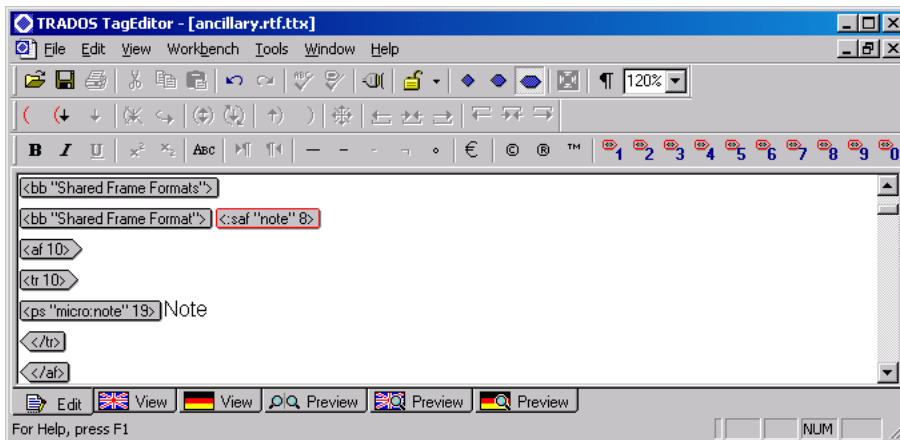 TRADOS TagEditor - [ancillary.rtf.ttx]
File Edit View Workbench Tools Window Help
ABC ¶ 120%
B I U x² x₂ ABC ¶ ¶ — – - ¬ ° € © ® ™ 1 2 3 4 5 6 7 8 9 0
<bb "Shared Frame Formats">
<bb "Shared Frame Format"> <:saf "note" 8>
<af 10>
<tr 10>
<ps "micro:note" 19> Note
</tr>
</af>
Edit View View Preview Preview Preview
For Help, press F1 NUM